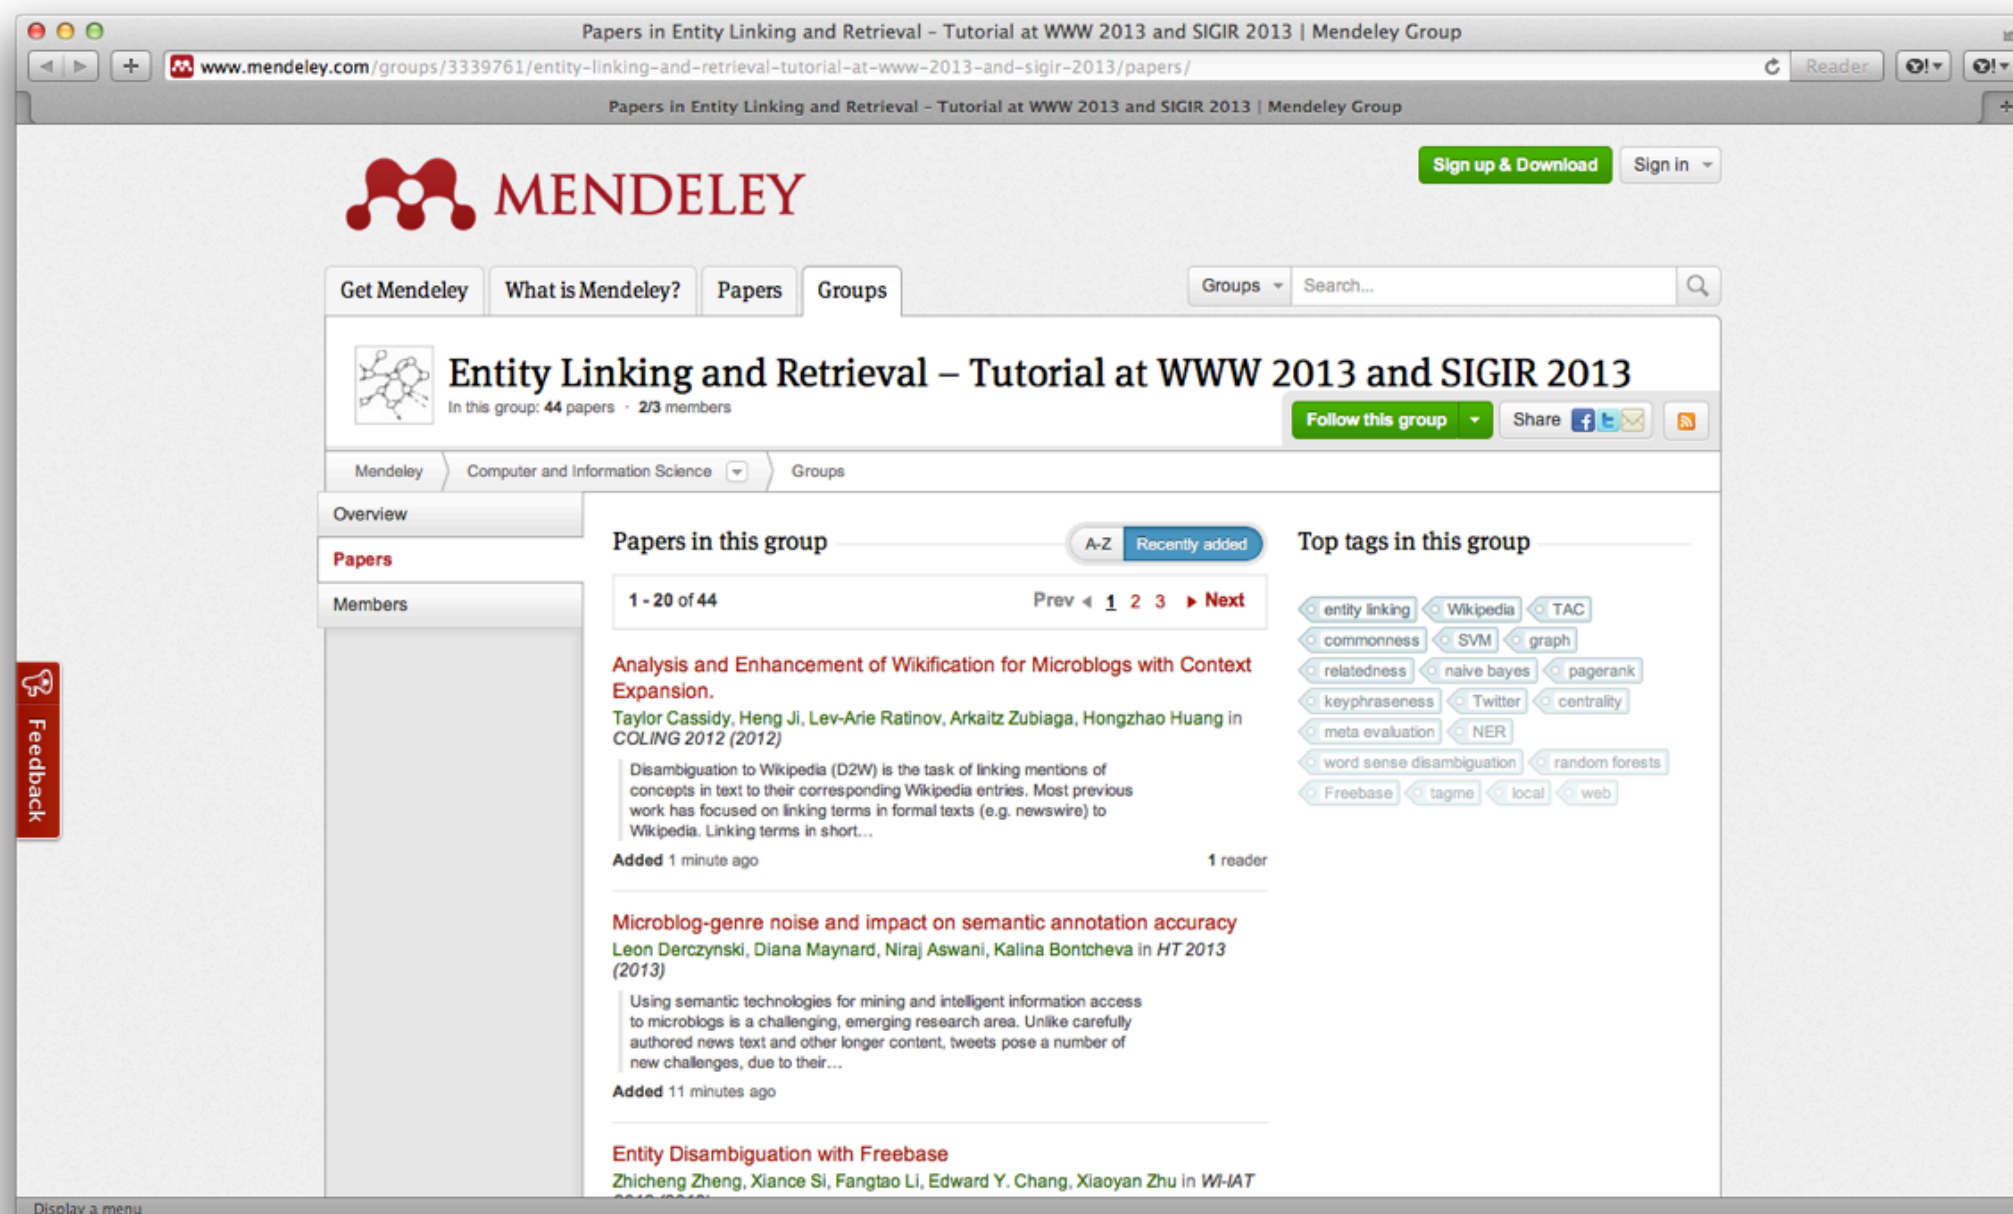 Papers in Entity Linking and Retrieval – Tutorial at WWW 2013 and SIGIR 2013 | Mendeley Group
www.mendeley.com/groups/3339761/entity-linking-and-retrieval-tutorial-at-www-2013-and-sigir-2013/papers/
Reader
Papers in Entity Linking and Retrieval – Tutorial at WWW 2013 and SIGIR 2013 | Mendeley Group
MENDELEY
Sign up & Download
Sign in
Get Mendeley
What is Mendeley?
Papers
Groups
Groups
Search...
Entity Linking and Retrieval – Tutorial at WWW 2013 and SIGIR 2013
In this group: 44 papers · 2/3 members
Follow this group
Share
Mendeley
Computer and Information Science
Groups
Overview
Papers
Members
Feedback
Papers in this group
A-Z
Recently added
1 - 20 of 44
Prev 1 2 3 Next
Analysis and Enhancement of Wikification for Microblogs with Context
Expansion.
Taylor Cassidy, Heng Ji, Lev-Arie Ratinov, Arkaitz Zubiaga, Hongzhao Huang in
COLING 2012 (2012)
Disambiguation to Wikipedia (D2W) is the task of linking mentions of
concepts in text to their corresponding Wikipedia entries. Most previous
work has focused on linking terms in formal texts (e.g. newswire) to
Wikipedia. Linking terms in short...
Added 1 minute ago
1 reader
Microblog-genre noise and impact on semantic annotation accuracy
Leon Derczynski, Diana Maynard, Niraj Aswani, Kalina Bontcheva in HT 2013
(2013)
Using semantic technologies for mining and intelligent information access
to microblogs is a challenging, emerging research area. Unlike carefully
authored news text and other longer content, tweets pose a number of
new challenges, due to their...
Added 11 minutes ago
Entity Disambiguation with Freebase
Zhicheng Zheng, Xiance Si, Fangtao Li, Edward Y. Chang, Xiaoyan Zhu in WI-IAT
Top tags in this group
entity linking Wikipedia TAC
commonness SVM graph
relatedness naive bayes pagerank
keyphraseness Twitter centrality
meta evaluation NER
word sense disambiguation random forests
Freebase tagme local web
Display a menu